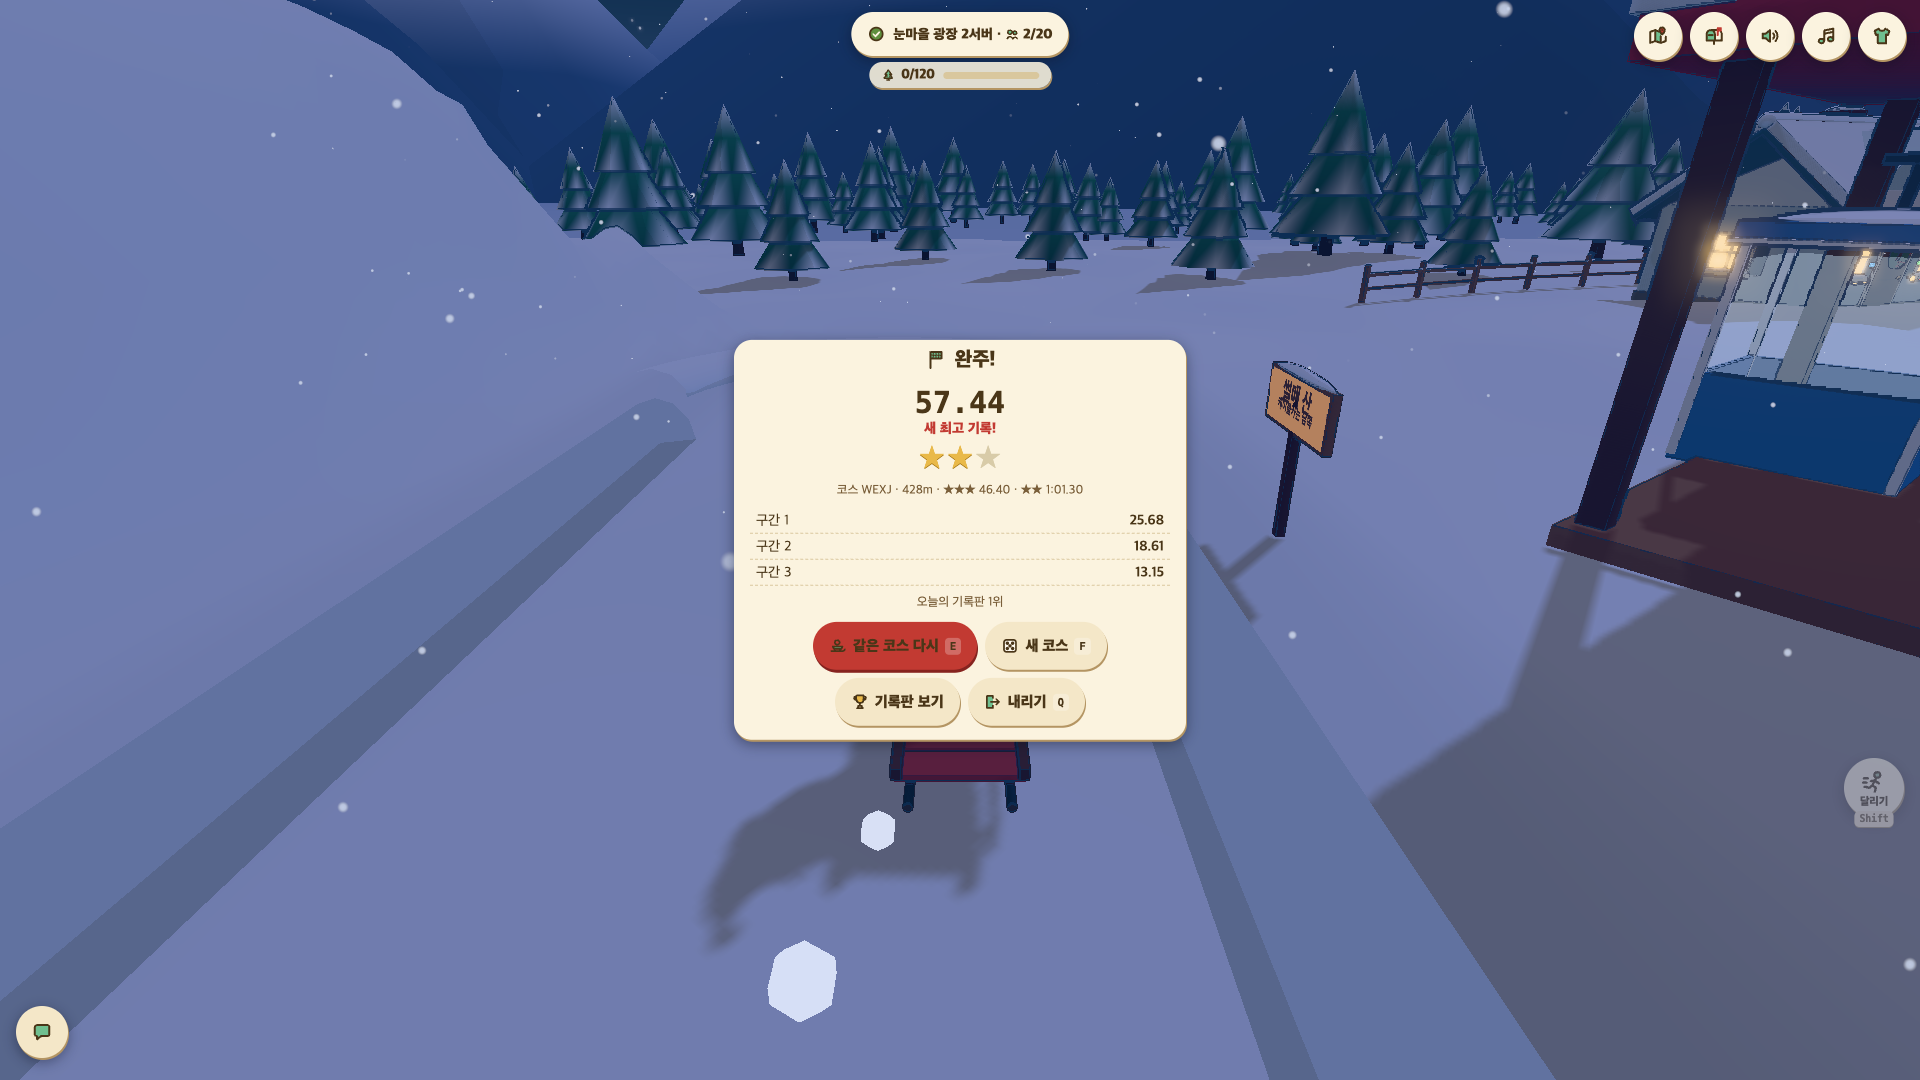 눈마을 광장 2서버 · 2/20
0/120
완주!
57.44
새 최고 기록!
코스 WEXJ · 428m · ★★★ 46.40 · ★★ 1:01.30
구간 1 25.68
구간 2 18.61
구간 3 13.15
오늘의 기록판 1위
같은 코스 다시 E
새 코스 F
기록판 보기
내리기 Q
썰매 산
달리기
Shift